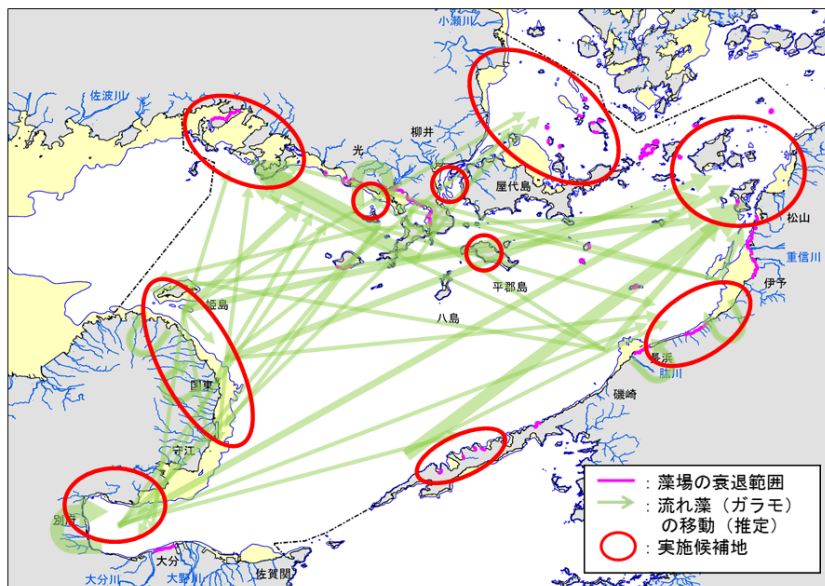 小瀬川
佐波川
柳井
光
屋代島
松山
重信川
伊予
姫島
平郡島
八島
長浜
肱川
国東
磯崎
守江
別府
大分
佐賀関
大分川
大野川
：藻場の衰退範囲
：流れ藻（ガラモ）
の移動（推定）
：実施候補地